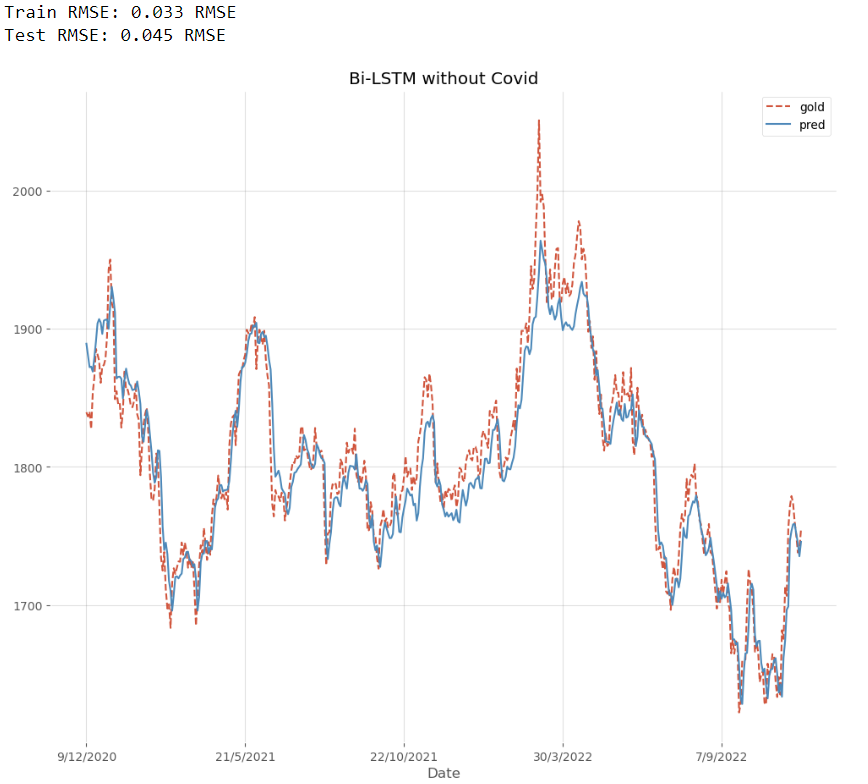 Train RMSE: 0.033 RMSE
Test RMSE: 0.045 RMSE
Bi-LSTM without Covid
gold
pred
2000
1900
1800
1700
9/12/2020 21/5/2021 22/10/2021 30/3/2022 7/9/2022
Date